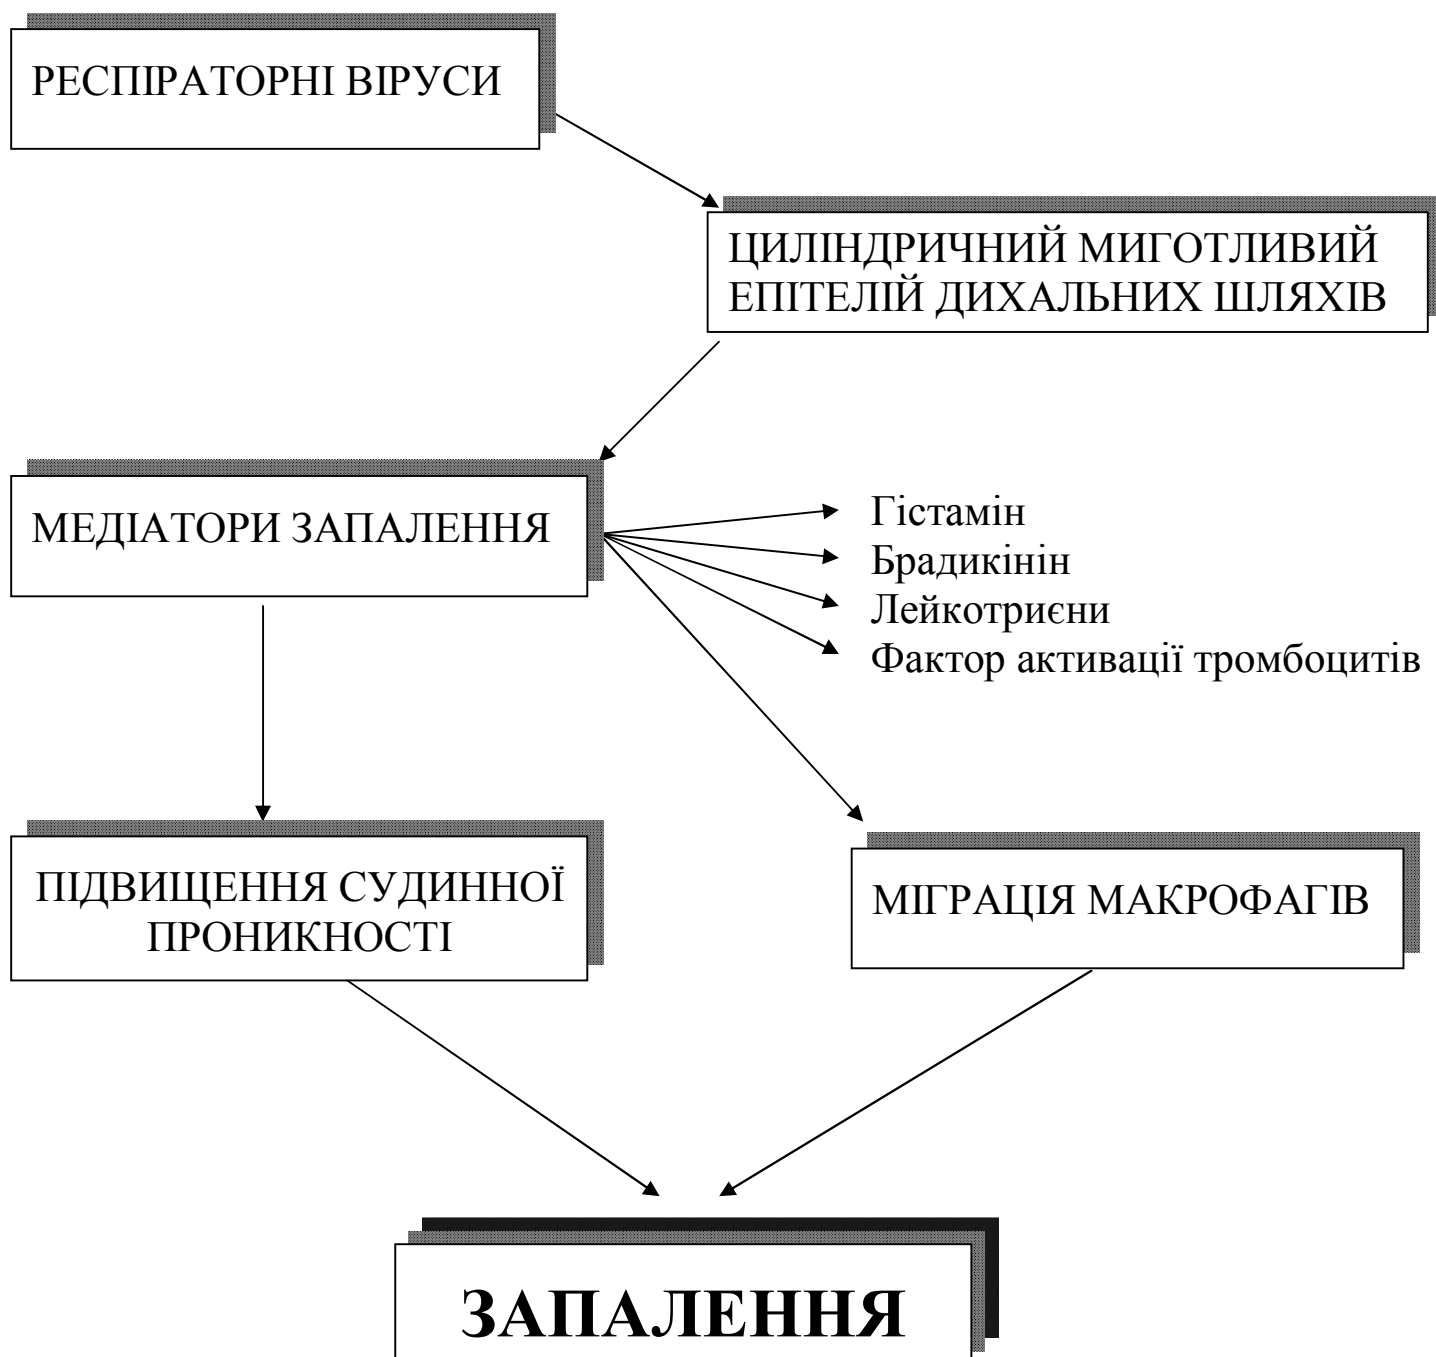 РЕСПІРАТОРНІ ВІРУСИ
ЦИЛІНДРИЧНИЙ МИГОТЛИВИЙ
ЕПІТЕЛІЙ ДИХАЛЬНИХ ШЛЯХІВ
МЕДІАТОРИ ЗАПАЛЕННЯ
Гістамін
Брадикінін
Лейкотриєни
Фактор активації тромбоцитів
ПІДВИЩЕННЯ СУДИННОЇ
ПРОНИКНОСТІ
МІГРАЦІЯ МАКРОФАГІВ
ЗАПАЛЕННЯ